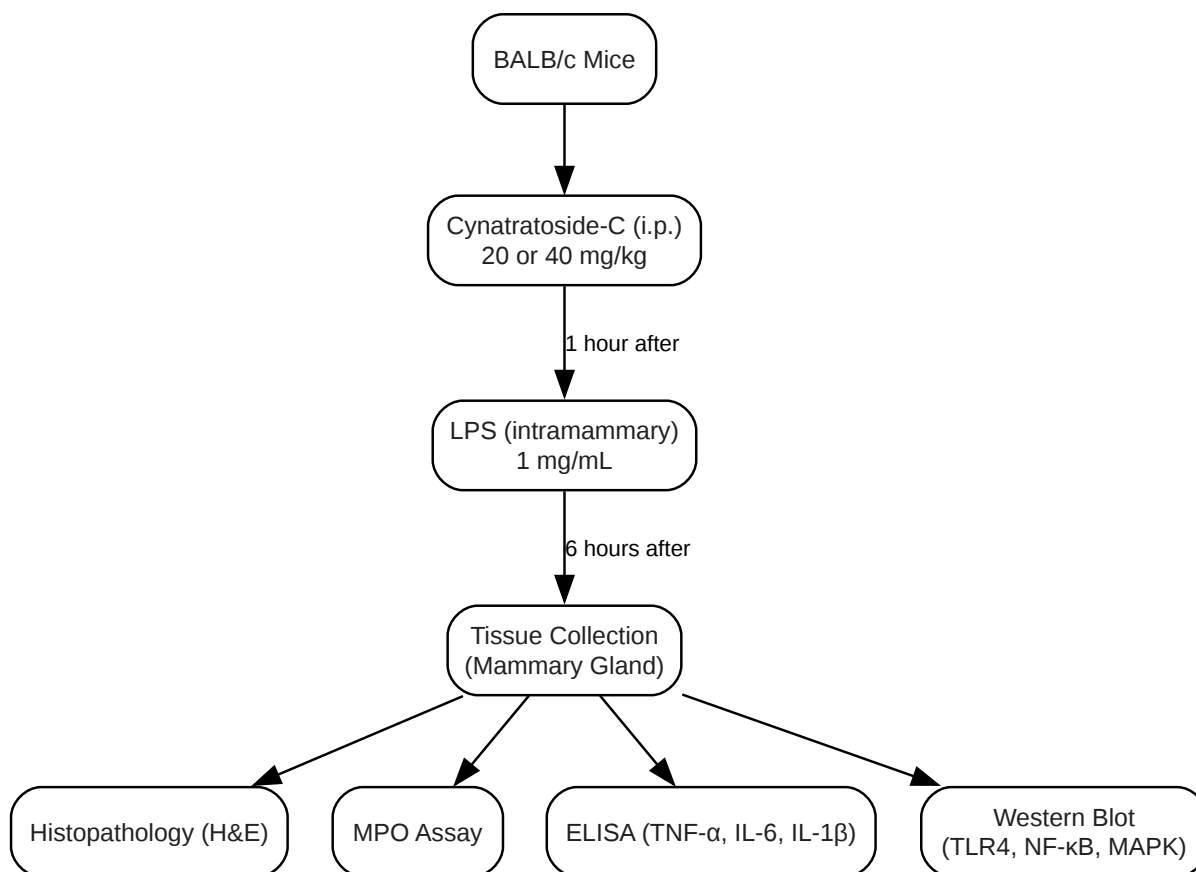 BALB/c Mice
Cynatratoside-C (i.p.)
20 or 40 mg/kg
1 hour after
LPS (intramammary)
1 mg/mL
6 hours after
Tissue Collection
(Mammary Gland)
Histopathology (H&E)
MPO Assay
ELISA (TNF-α, IL-6, IL-1β)
Western Blot
(TLR4, NF-κB, MAPK)